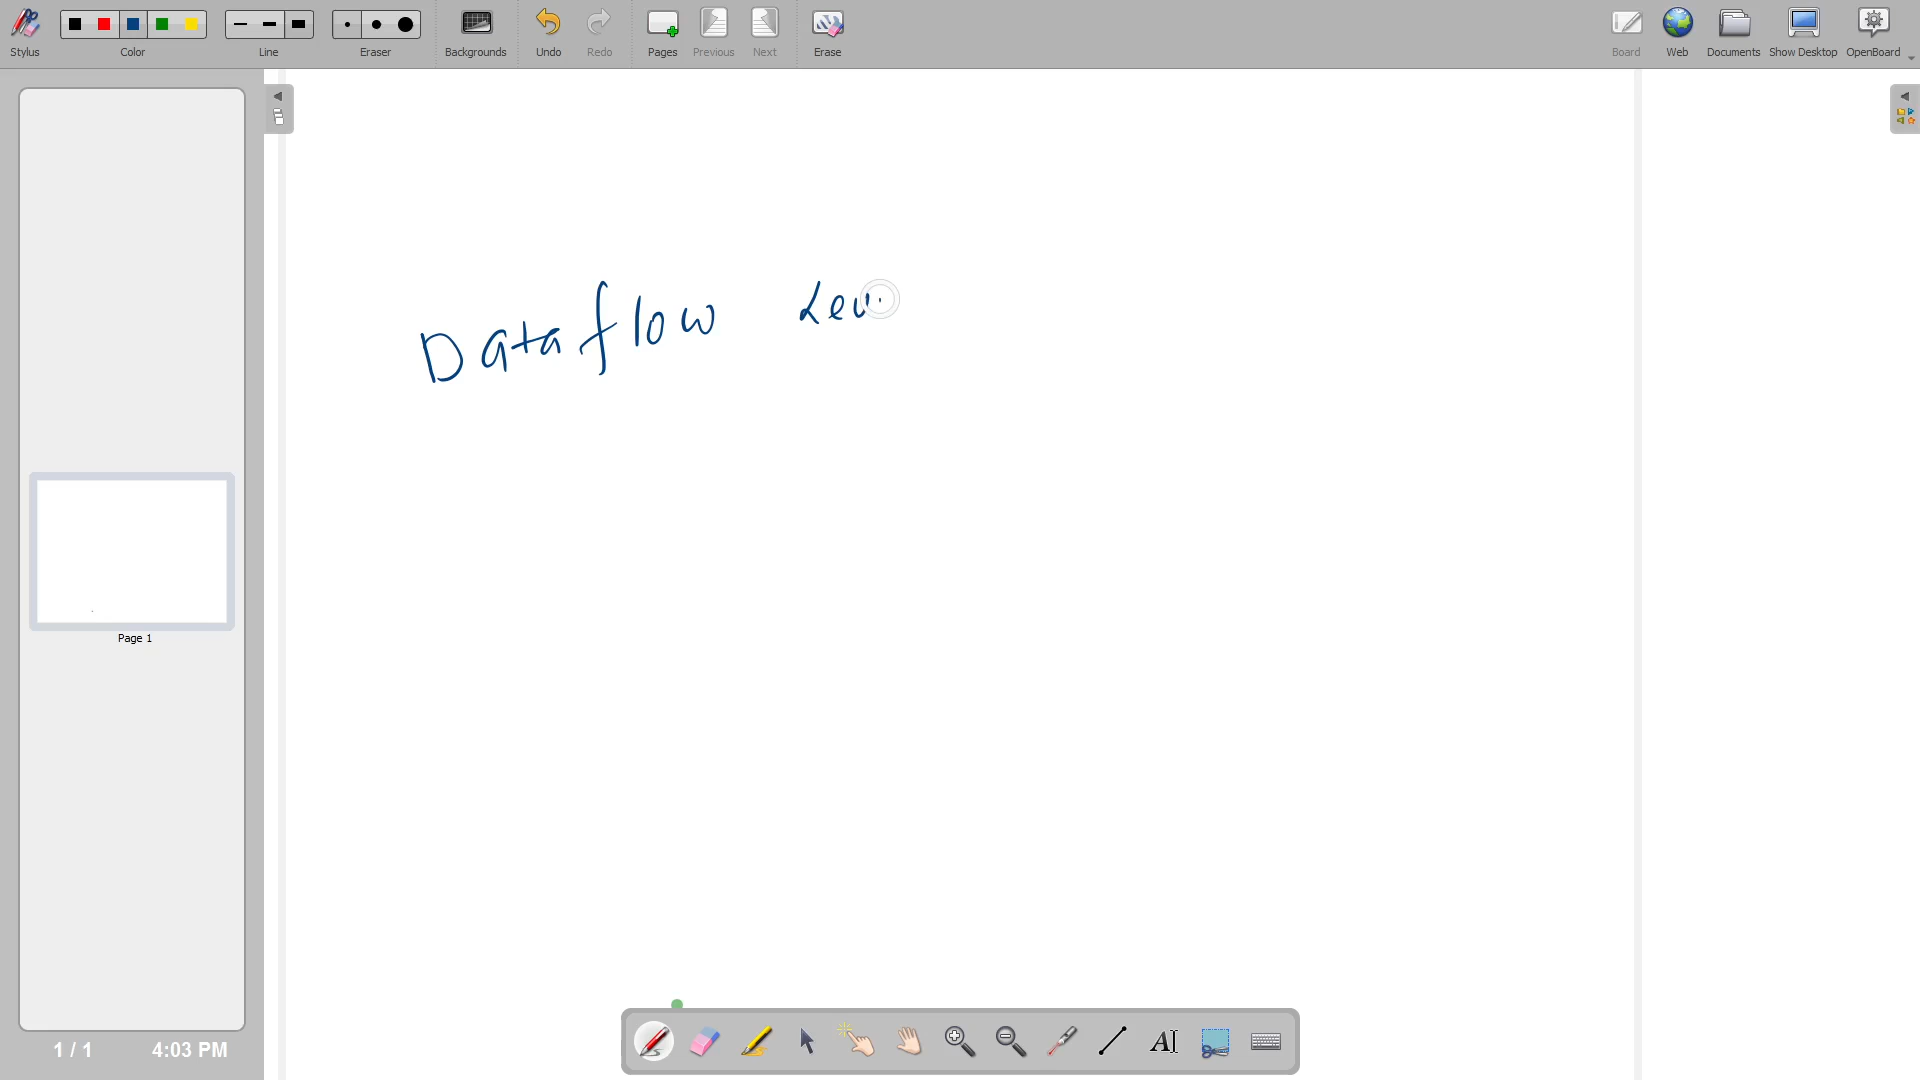 Stylus Color Line Eraser Backgrounds Undo Redo Pages Previous Next Erase Board Web Documents Show Desktop OpenBoard
Dataflow Lev
Page 1
1 / 1 4:03 PM